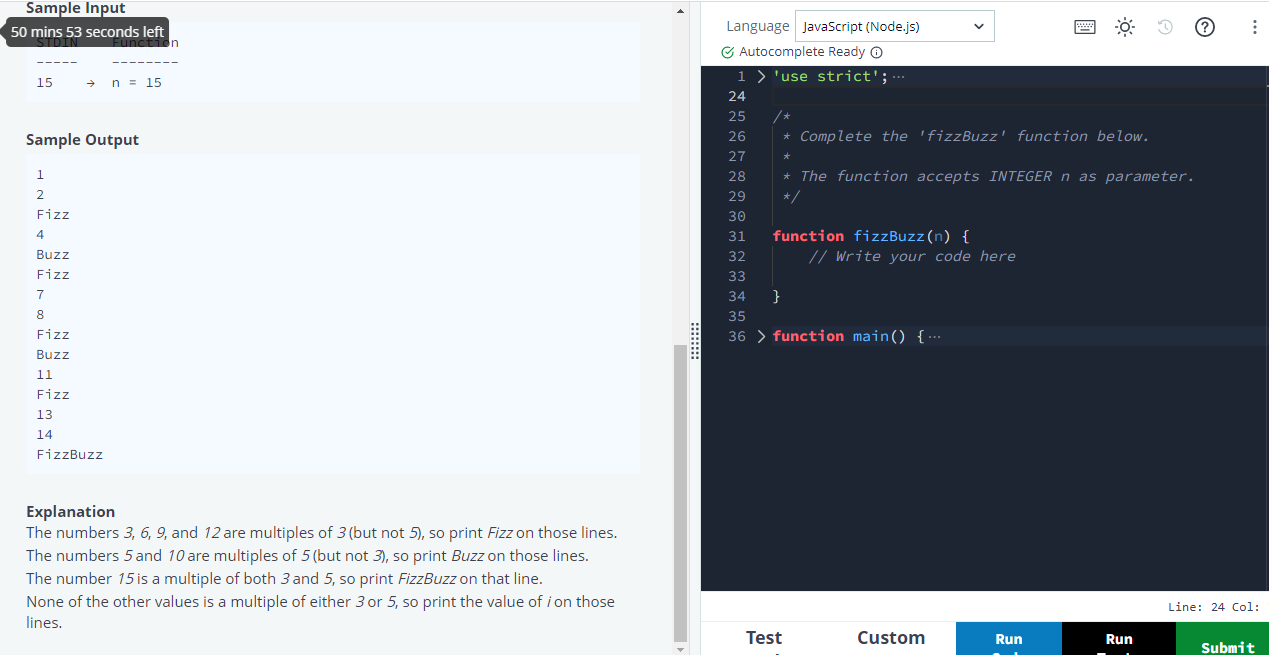 Sample Input
50 mins 53 seconds left
STDIN Function
----- --------
15 → n = 15
Sample Output
1
2
Fizz
4
Buzz
Fizz
7
8
Fizz
Buzz
11
Fizz
13
14
FizzBuzz
Explanation
The numbers 3, 6, 9, and 12 are multiples of 3 (but not 5), so print Fizz on those lines.
The numbers 5 and 10 are multiples of 5 (but not 3), so print Buzz on those lines.
The number 15 is a multiple of both 3 and 5, so print FizzBuzz on that line.
None of the other values is a multiple of either 3 or 5, so print the value of i on those
lines.
Language JavaScript (Node.js)
Autocomplete Ready
1 'use strict'; ...
24
25 /*
26 * Complete the 'fizzBuzz' function below.
27 *
28 * The function accepts INTEGER n as parameter.
29 */
30
31 function fizzBuzz(n) {
32 // Write your code here
33
34 }
35
36 function main() { ...
Line: 24 Col:
Test
Custom
Run
Run
Submit